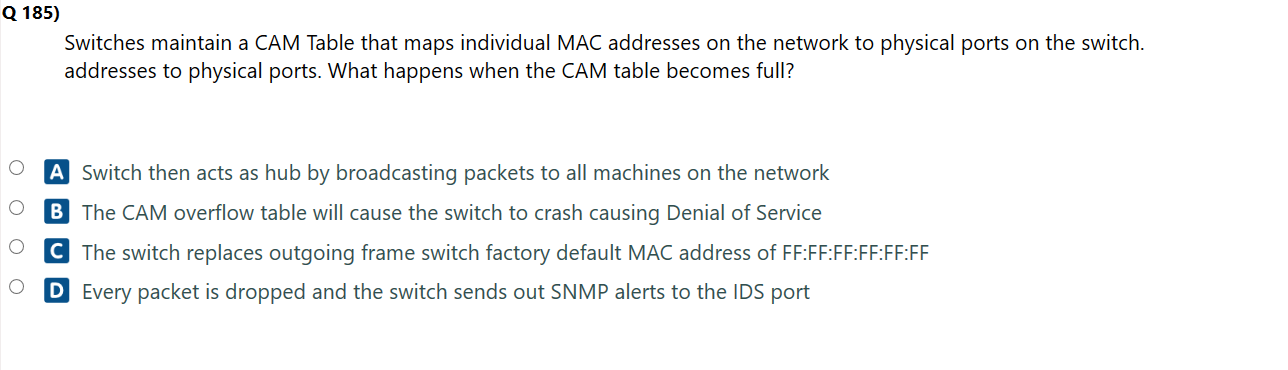 Q 185)
Switches maintain a CAM Table that maps individual MAC addresses on the network to physical ports on the switch.
addresses to physical ports. What happens when the CAM table becomes full?
A Switch then acts as hub by broadcasting packets to all machines on the network
B The CAM overflow table will cause the switch to crash causing Denial of Service
C The switch replaces outgoing frame switch factory default MAC address of FF:FF:FF:FF:FF:FF
D Every packet is dropped and the switch sends out SNMP alerts to the IDS port